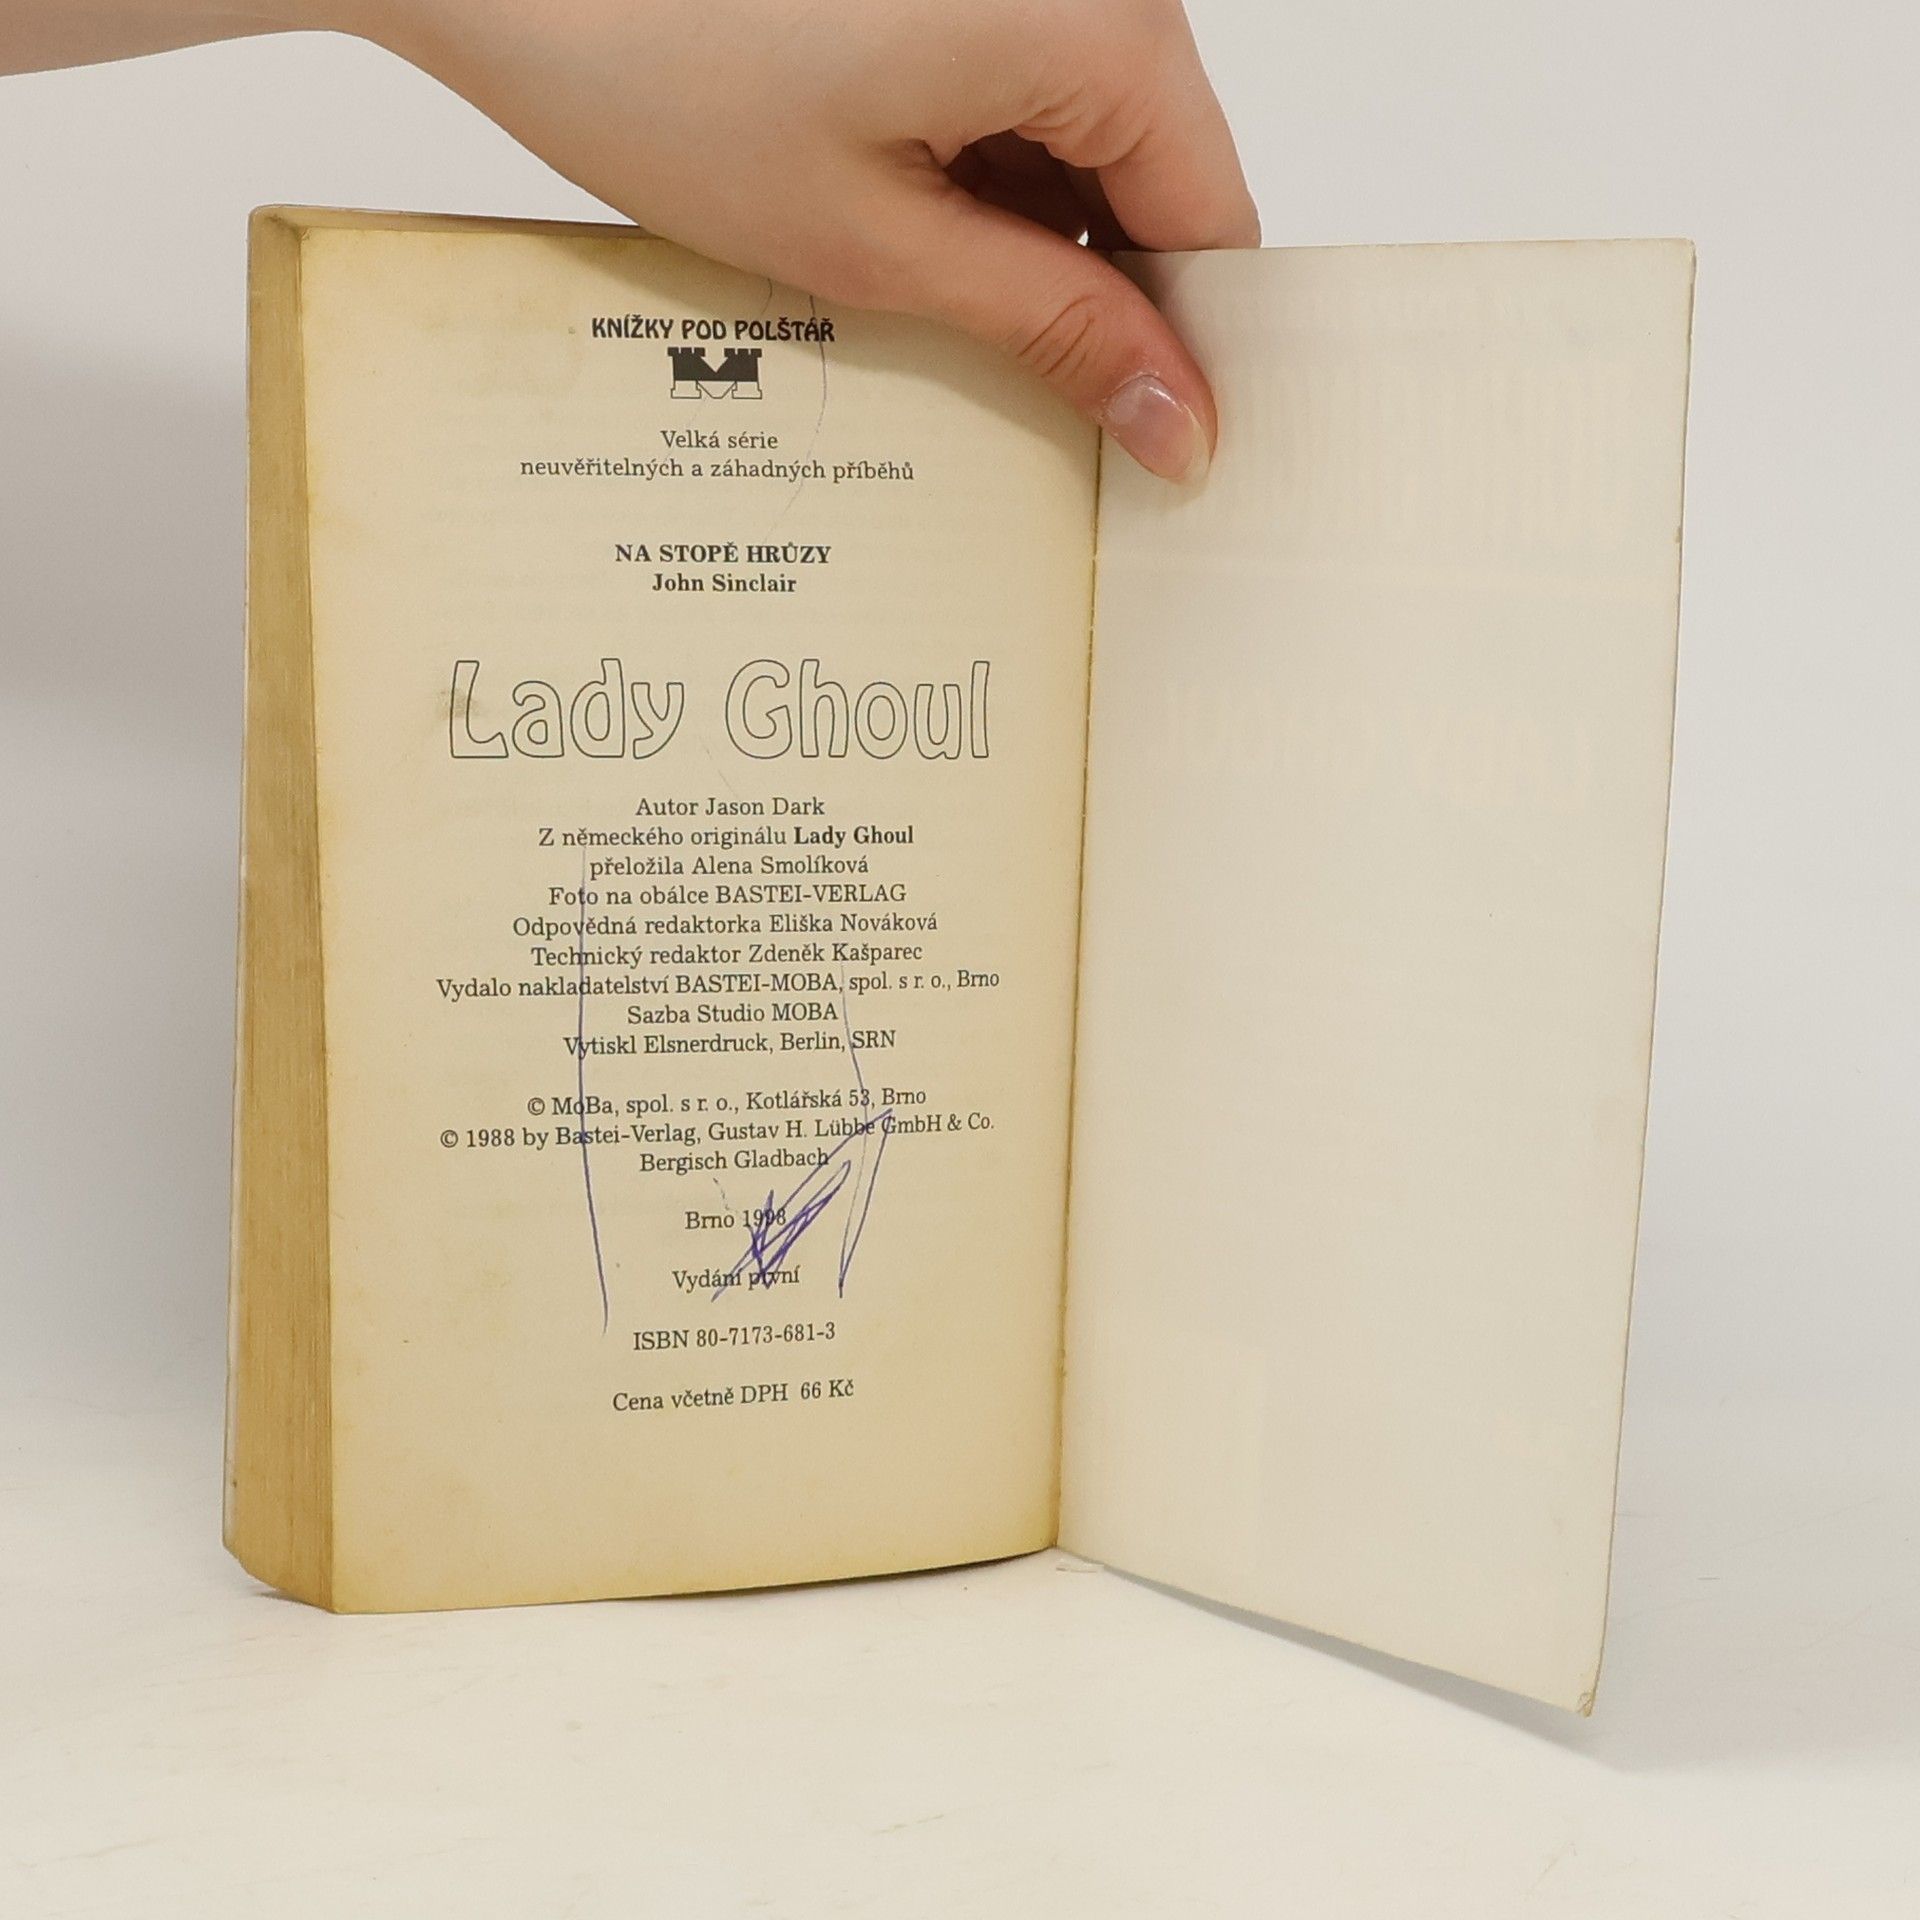 KNÍŽKY POD POLŠTÁŘ
Velká série
neuvěřitelných a záhadných příběhů
NA STOPĚ HRŮZY
John Sinclair
Lady Ghoul
Autor Jason Dark
Z německého originálu Lady Ghoul
přeložila Alena Smolíková
Foto na obálce BASTEI-VERLAG
Odpovědná redaktorka Eliška Nováková
Technický redaktor Zdeněk Kašparec
Vydalo nakladatelství BASTEI-MOBA, spol. s r. o., Brno
Sazba Studio MOBA
Vytiskl Elsnerdruck, Berlin, SRN
© MoBa, spol. s r. o., Kotlářská 53, Brno
© 1988 by Bastei-Verlag, Gustav H. Lübbe GmbH & Co.
Bergisch Gladbach
Brno 1998
Vydání první
ISBN 80-7173-681-3
Cena včetně DPH 66 Kč